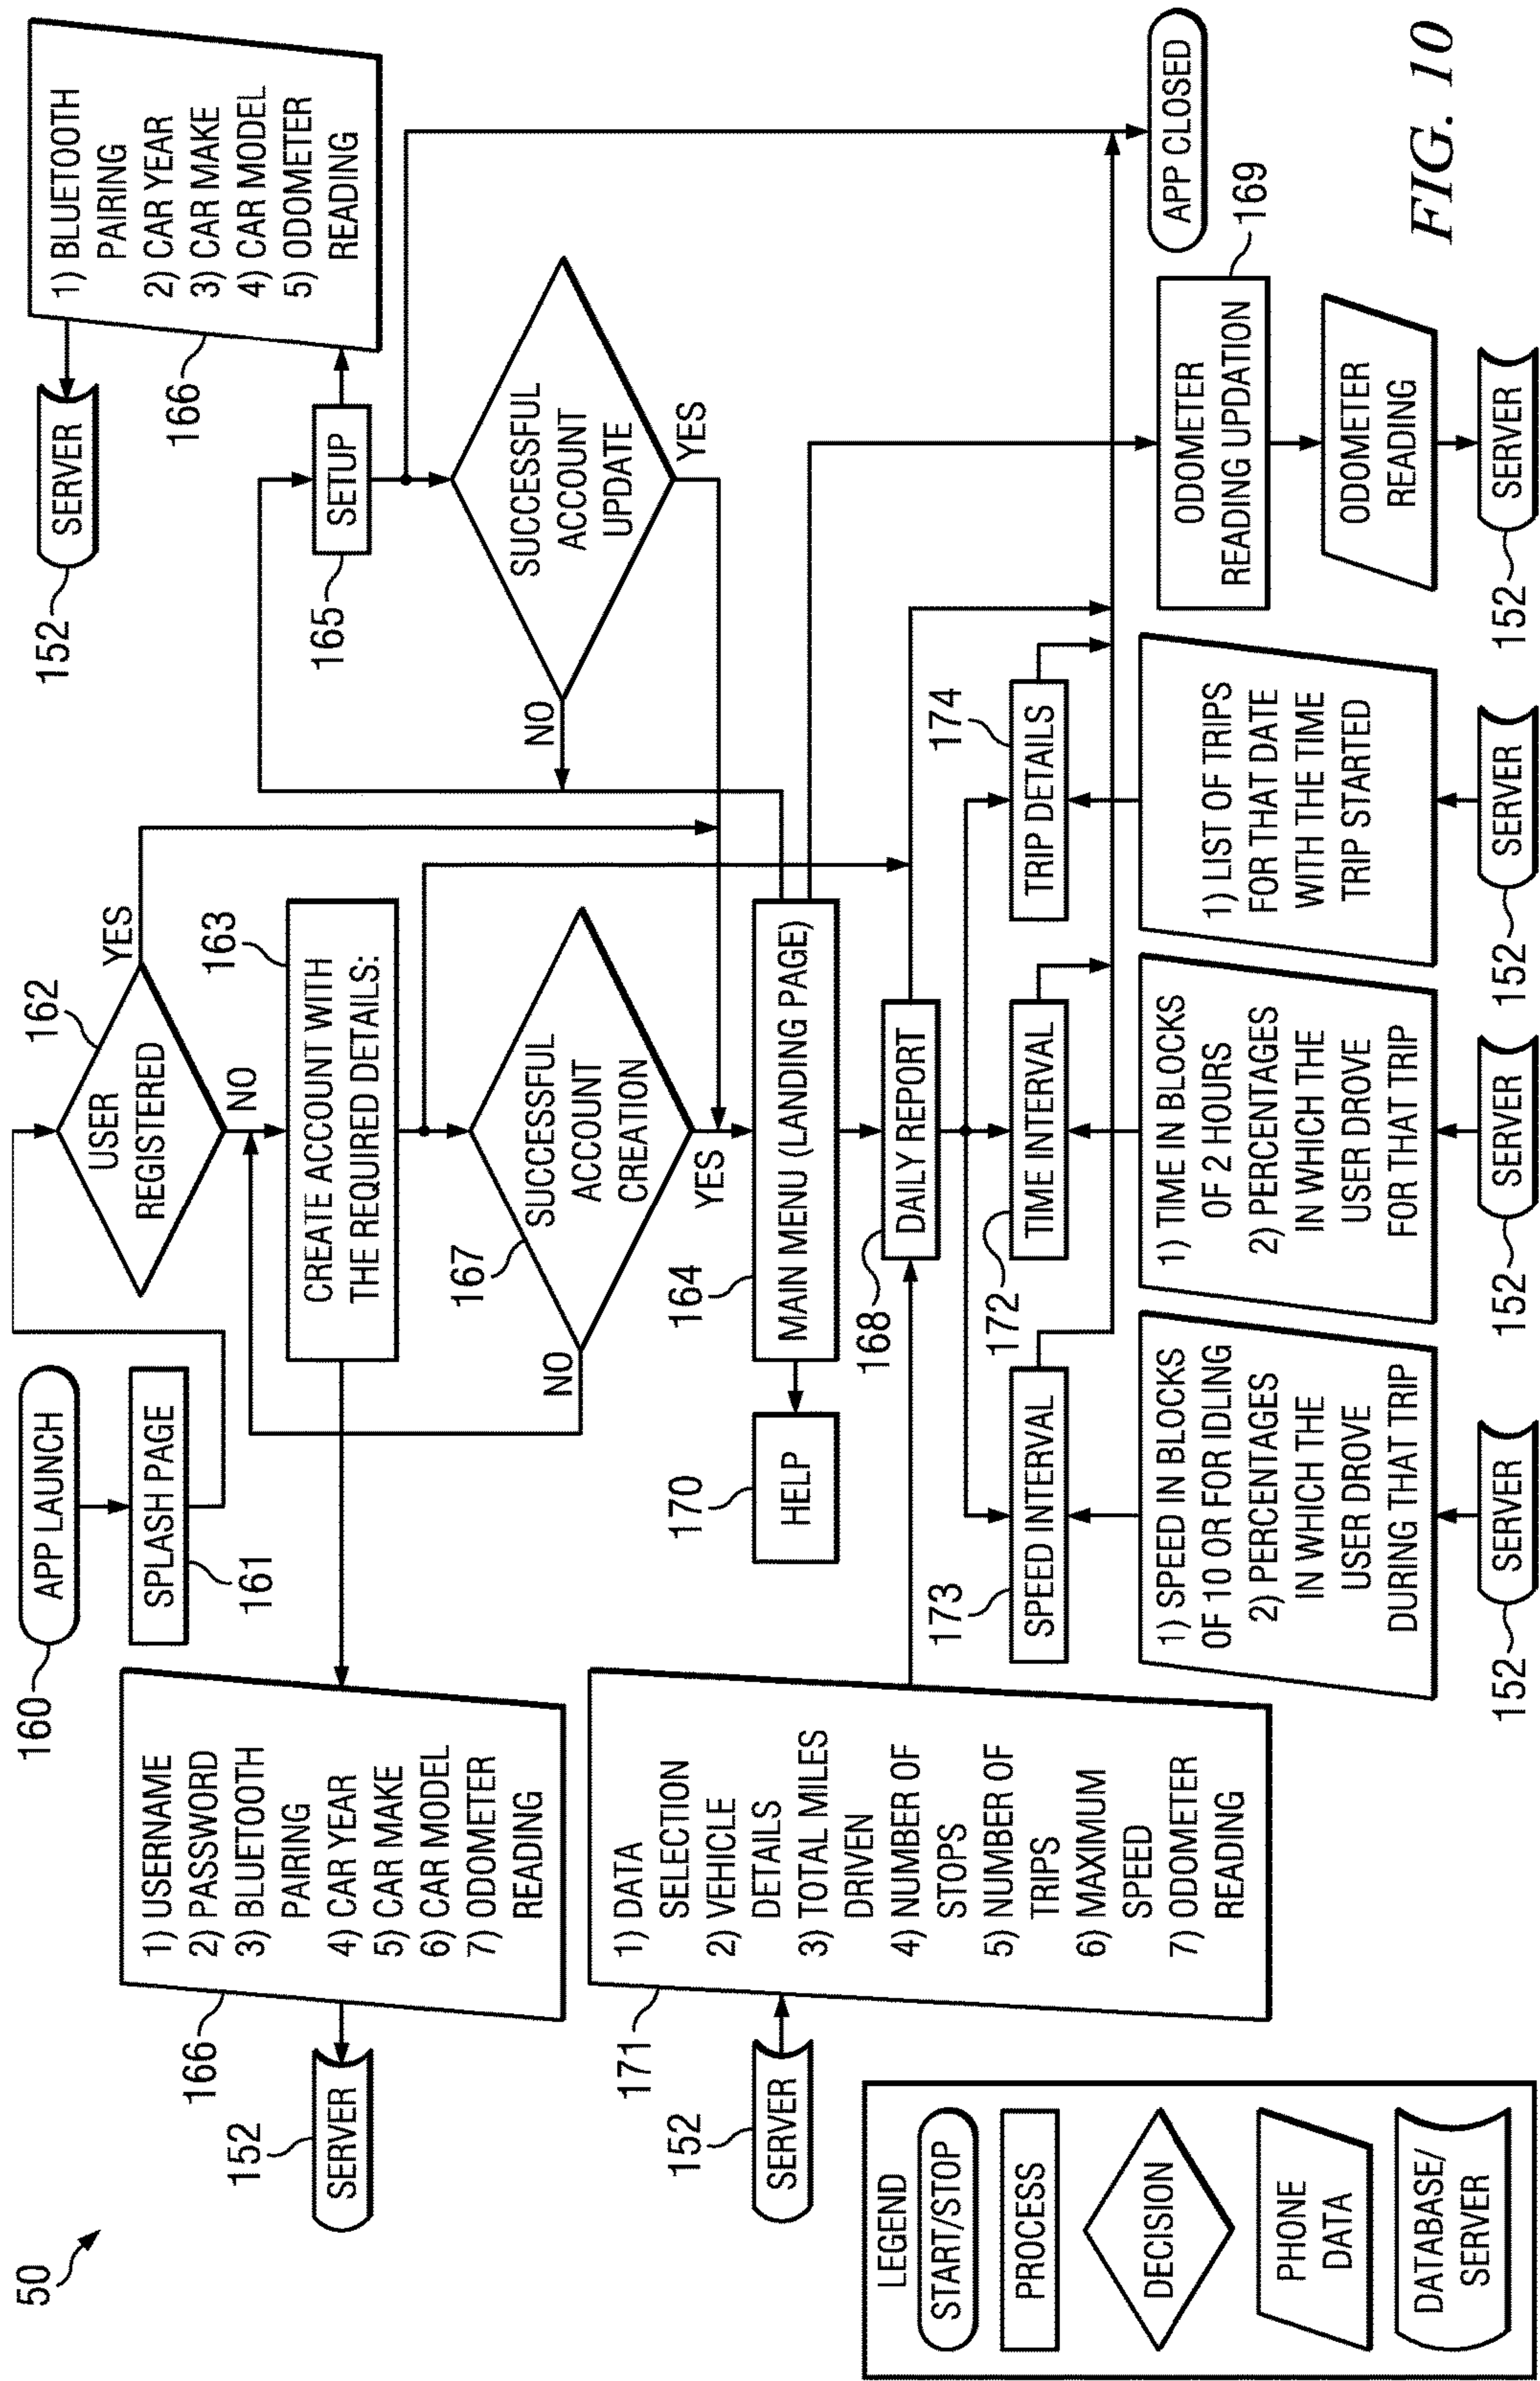 50
160
APP LAUNCH
SPLASH PAGE
161
162
USER
REGISTERED
YES
NO
163
CREATE ACCOUNT WITH
THE REQUIRED DETAILS:
1) USERNAME
2) PASSWORD
3) BLUETOOTH
PAIRING
4) CAR YEAR
5) CAR MAKE
6) CAR MODEL
7) ODOMETER
READING
166
152
SERVER
167
SUCCESSFUL
ACCOUNT
CREATION
NO
YES
152
SERVER
166
1) BLUETOOTH
PAIRING
2) CAR YEAR
3) CAR MAKE
4) CAR MODEL
5) ODOMETER
READING
165
SETUP
SUCCESSFUL
ACCOUNT
UPDATE
NO
YES
164
MAIN MENU (LANDING PAGE)
170
HELP
171
1) DATA
SELECTION
2) VEHICLE
DETAILS
3) TOTAL MILES
DRIVEN
4) NUMBER OF
STOPS
5) NUMBER OF
TRIPS
6) MAXIMUM
SPEED
7) ODOMETER
READING
152
SERVER
168
DAILY REPORT
173
SPEED INTERVAL
172
TIME INTERVAL
174
TRIP DETAILS
1) SPEED IN BLOCKS
OF 10 OR FOR IDLING
2) PERCENTAGES
IN WHICH THE
USER DROVE
DURING THAT TRIP
152
SERVER
1) TIME IN BLOCKS
OF 2 HOURS
2) PERCENTAGES
IN WHICH THE
USER DROVE
FOR THAT TRIP
152
SERVER
1) LIST OF TRIPS
FOR THAT DATE
WITH THE TIME
TRIP STARTED
152
SERVER
APP CLOSED
169
ODOMETER
READING UPDATION
ODOMETER
READING
152
SERVER
LEGEND
START/STOP
PROCESS
DECISION
PHONE
DATA
DATABASE/
SERVER
FIG. 10